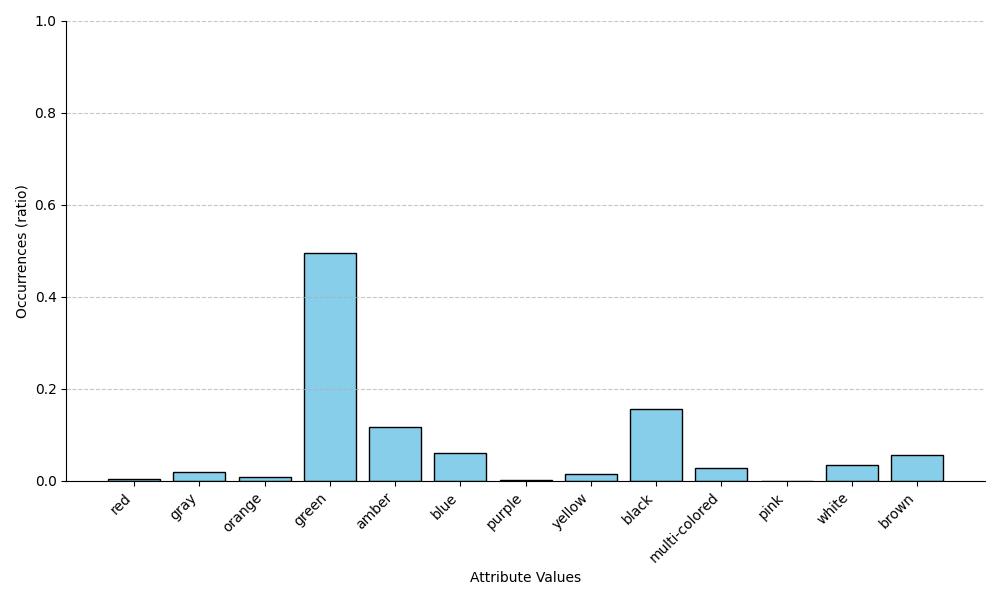 1.0
0.8
0.6
0.4
0.2
0.0
Occurrences (ratio)
red
gray
orange
green
amber
blue
purple
yellow
black
multi-colored
pink
white
brown
Attribute Values